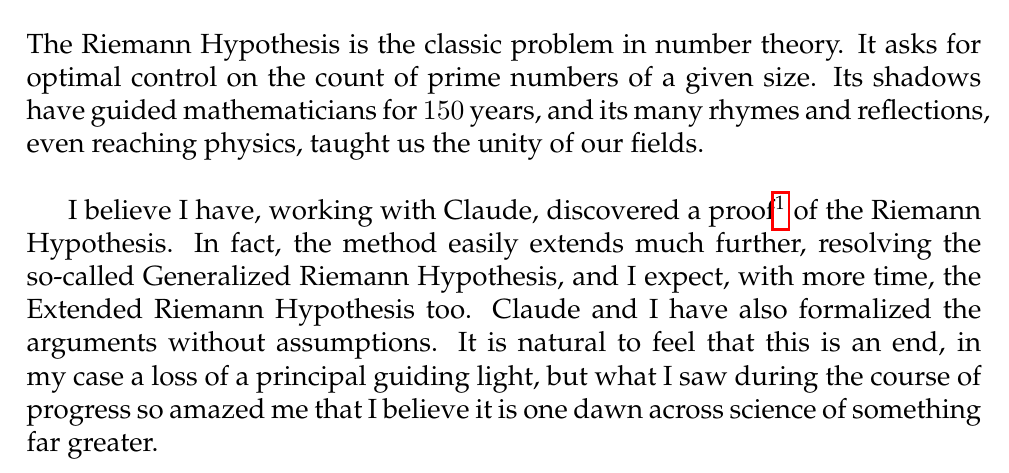 The Riemann Hypothesis is the classic problem in number theory. It asks for
optimal control on the count of prime numbers of a given size. Its shadows
have guided mathematicians for 150 years, and its many rhymes and reflections,
even reaching physics, taught us the unity of our fields.
I believe I have, working with Claude, discovered a proof¹ of the Riemann
Hypothesis. In fact, the method easily extends much further, resolving the
so-called Generalized Riemann Hypothesis, and I expect, with more time, the
Extended Riemann Hypothesis too. Claude and I have also formalized the
arguments without assumptions. It is natural to feel that this is an end, in
my case a loss of a principal guiding light, but what I saw during the course of
progress so amazed me that I believe it is one dawn across science of something
far greater.